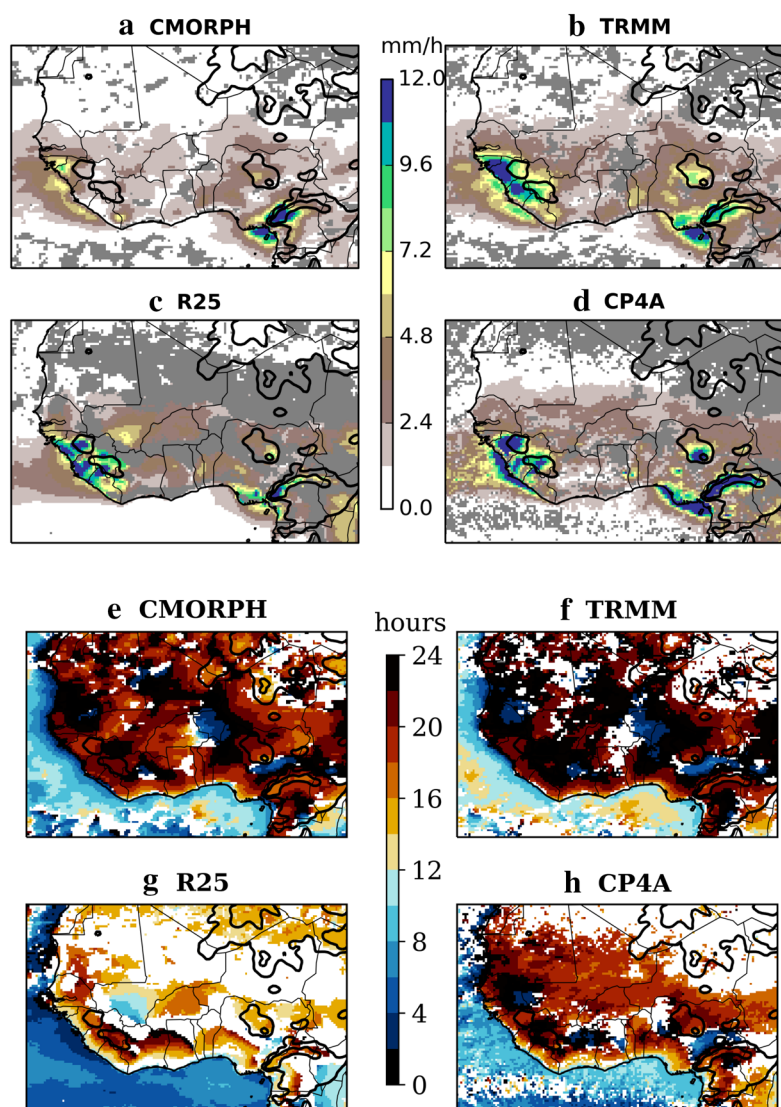 a CMORPH
b TRMM
mm/h
12.0
9.6
7.2
4.8
2.4
0.0
c R25
d CP4A
e CMORPH
f TRMM
hours
24
20
16
12
8
4
0
g R25
h CP4A